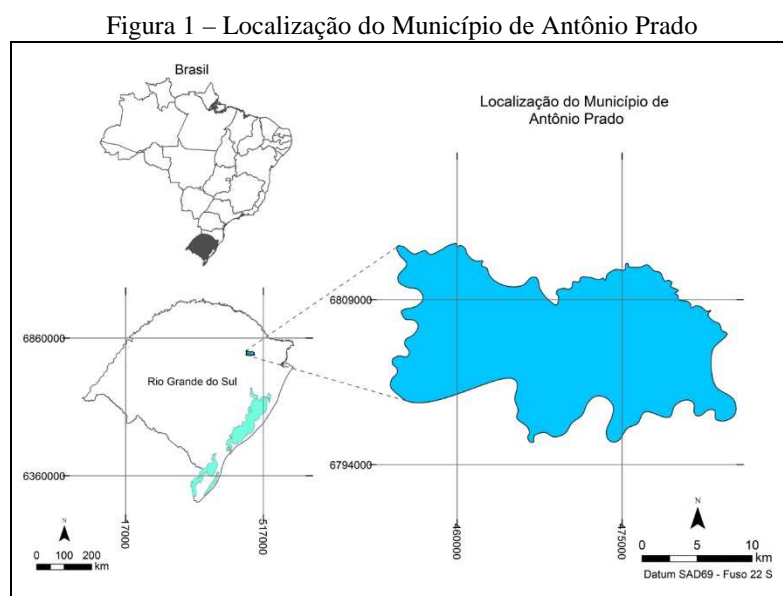 Figura 1 – Localização do Município de Antônio Prado
Brasil
Localização do Município de
Antônio Prado
6809000
6794000
460000
475000
N
0 5 10
km
Datum SAD69 - Fuso 22 S
6860000
6360000
Rio Grande do Sul
17000
517000
N
0 100 200
km